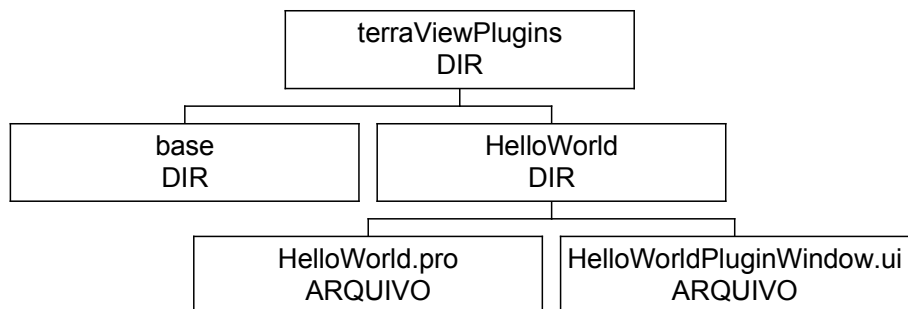 terraViewPlugins
DIR
base
DIR
HelloWorld
DIR
HelloWorld.pro
ARQUIVO
HelloWorldPluginWindow.ui
ARQUIVO